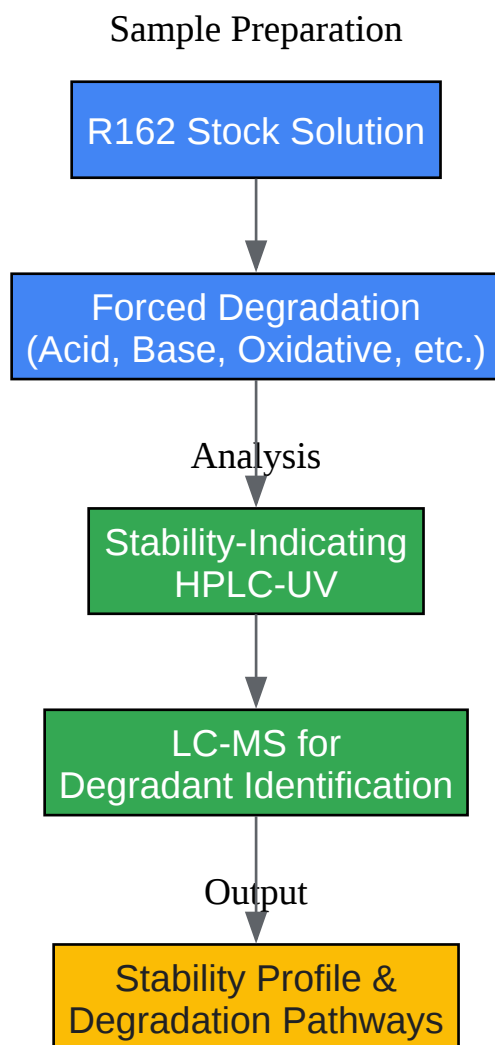 Sample Preparation
R162 Stock Solution
Forced Degradation
(Acid, Base, Oxidative, etc.)
Analysis
Stability-Indicating
HPLC-UV
LC-MS for
Degradant Identification
Output
Stability Profile &
Degradation Pathways